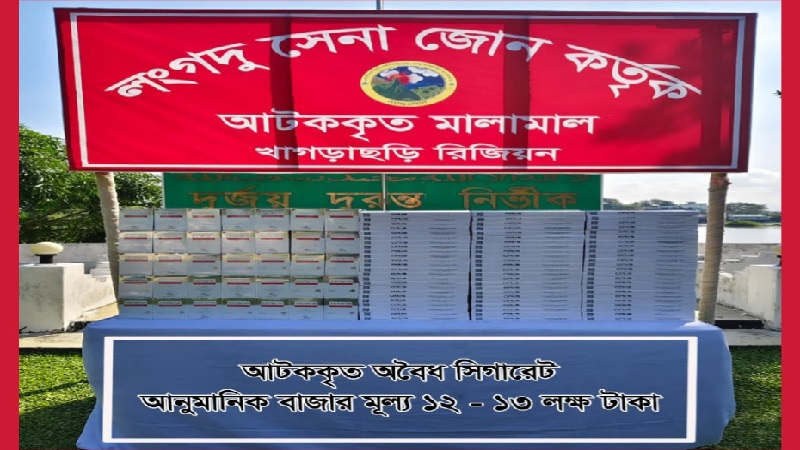 লংগদু সেনা জোন কর্তৃক
আটককৃত মালামাল
খাগড়াছড়ি রিজিয়ন
দুর্জয় দুরন্ত নির্ভীক
আটককৃত অবৈধ সিগারেট
আনুমানিক বাজার মূল্য ১২ - ১৩ লক্ষ টাকা